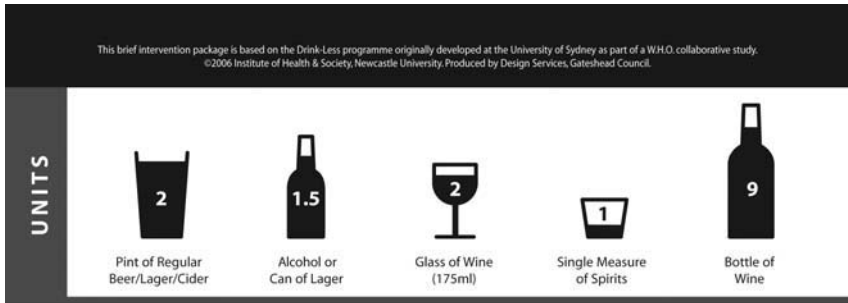 This brief intervention package is based on the Drink-Less programme originally developed at the University of Sydney as part of a W.H.O. collaborative study.
©2006 Institute of Health & Society, Newcastle University. Produced by Design Services, Gateshead Council.
UNITS
2
1.5
2
1
9
Pint of Regular
Beer/Lager/Cider
Alcohol or
Can of Lager
Glass of Wine
(175ml)
Single Measure
of Spirits
Bottle of
Wine